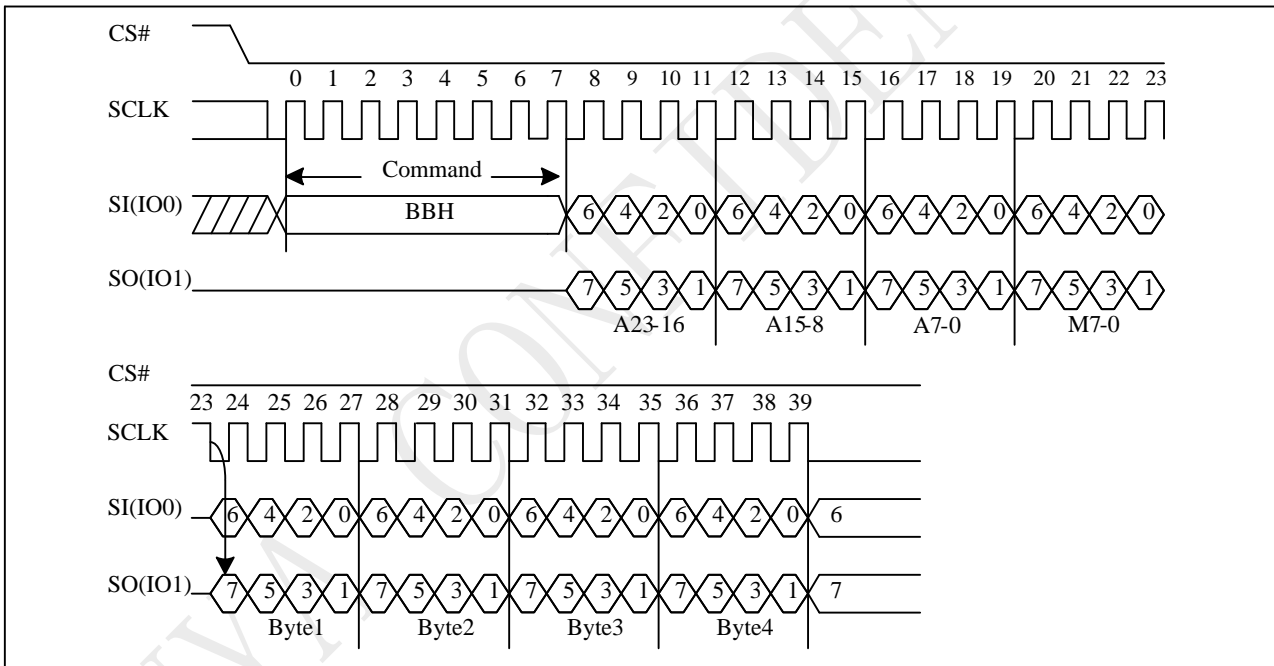 CS#
0 1 2 3 4 5 6 7 8 9 10 11 12 13 14 15 16 17 18 19 20 21 22 23
SCLK
Command
SI(IO0) BBH 6 4 2 0 6 4 2 0 6 4 2 0 6 4 2 0
SO(IO1) 7 5 3 1 7 5 3 1 7 5 3 1 7 5 3 1
A23-16 A15-8 A7-0 M7-0
CS#
23 24 25 26 27 28 29 30 31 32 33 34 35 36 37 38 39
SCLK
SI(IO0) 6 4 2 0 6 4 2 0 6 4 2 0 6 4 2 0 6
SO(IO1) 7 5 3 1 7 5 3 1 7 5 3 1 7 5 3 1 7
Byte1 Byte2 Byte3 Byte4